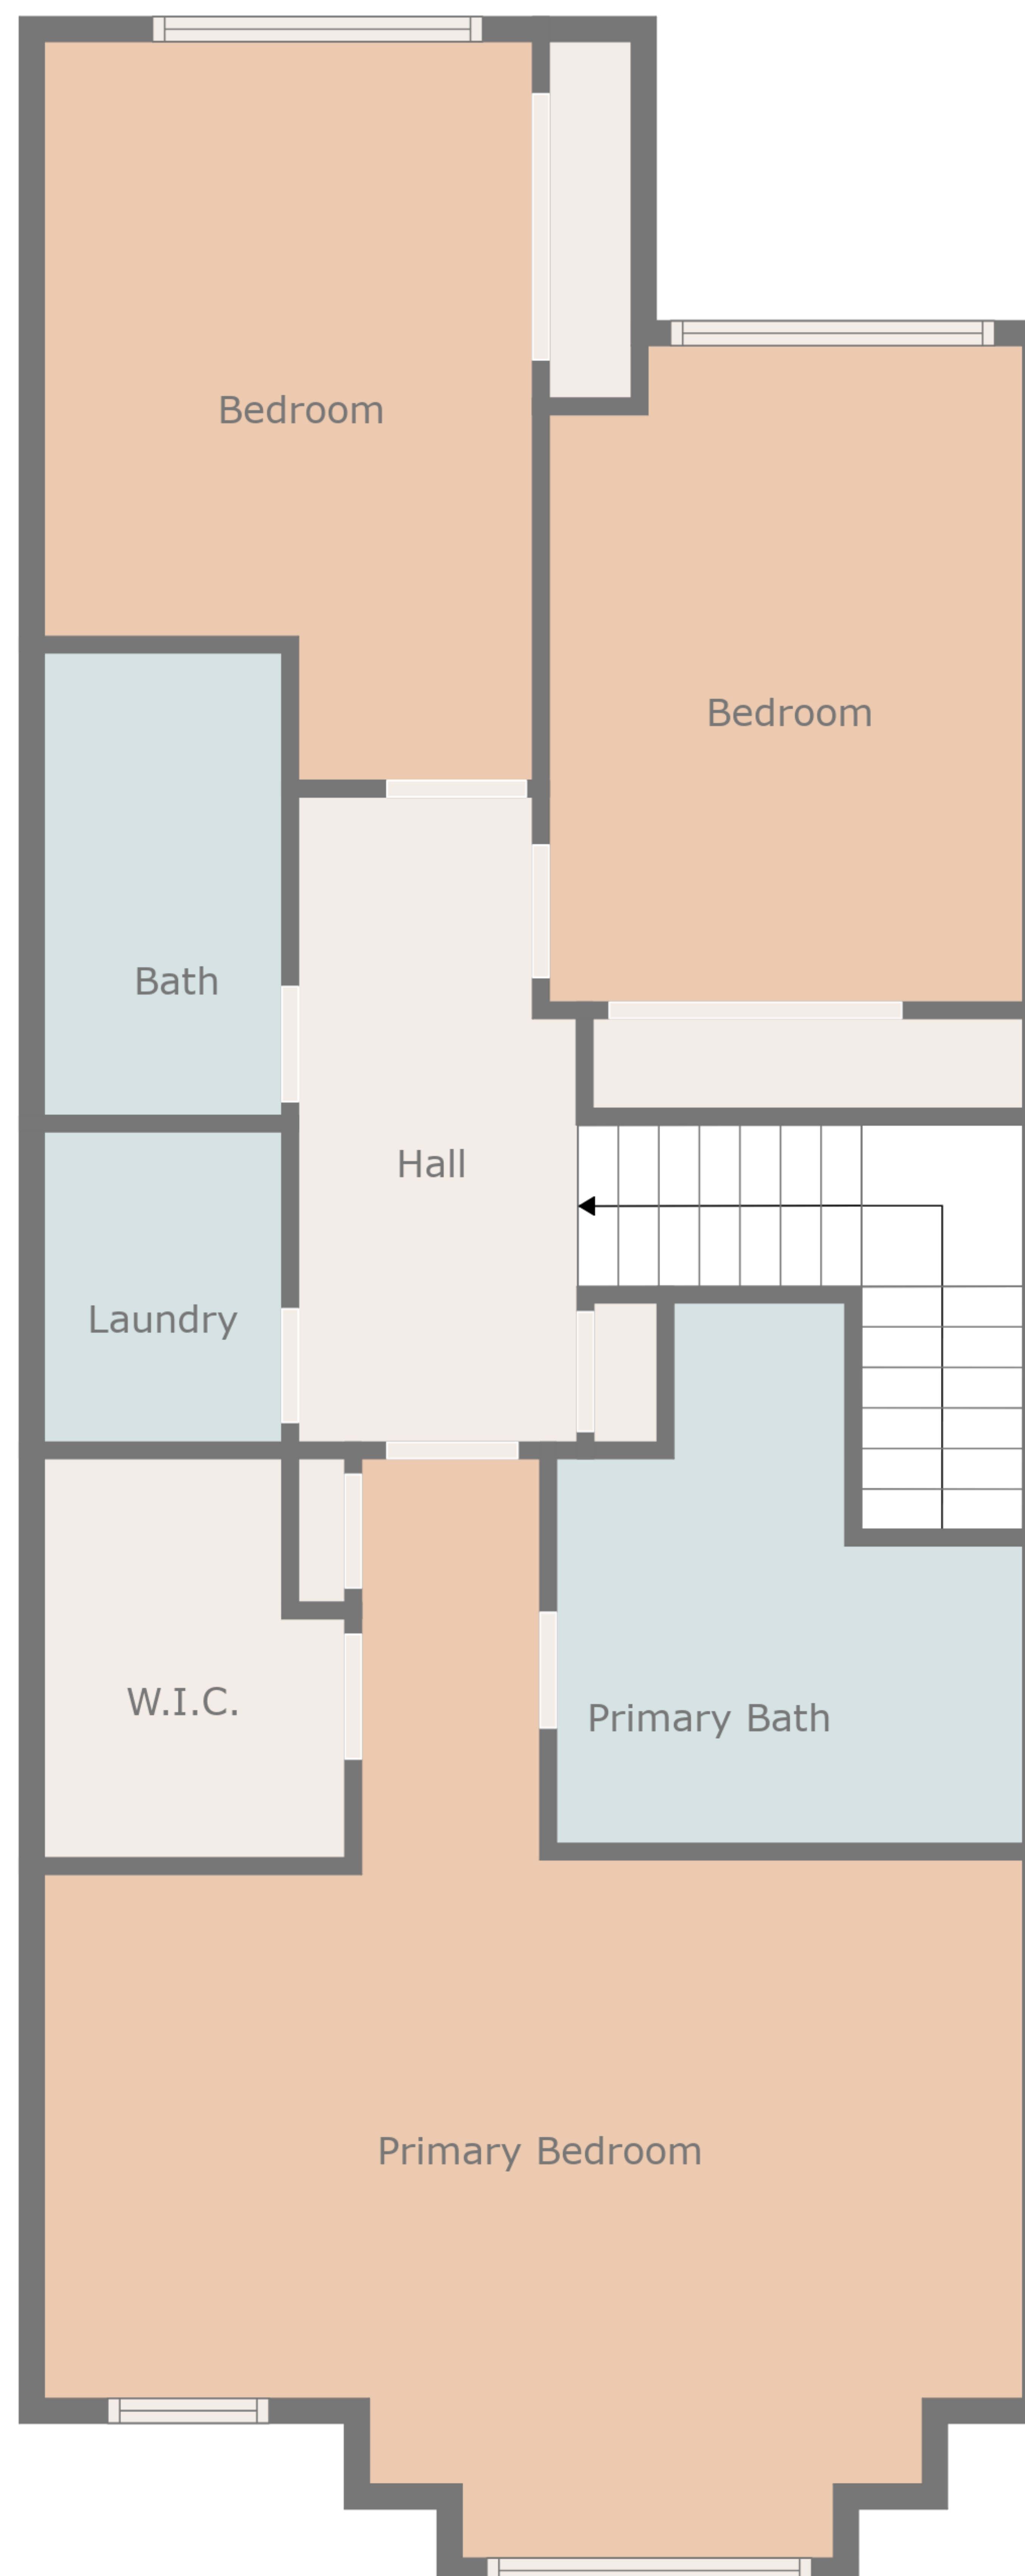 Bedroom
Bedroom
Bath
Hall
Laundry
W.I.C.
Primary Bath
Primary Bedroom